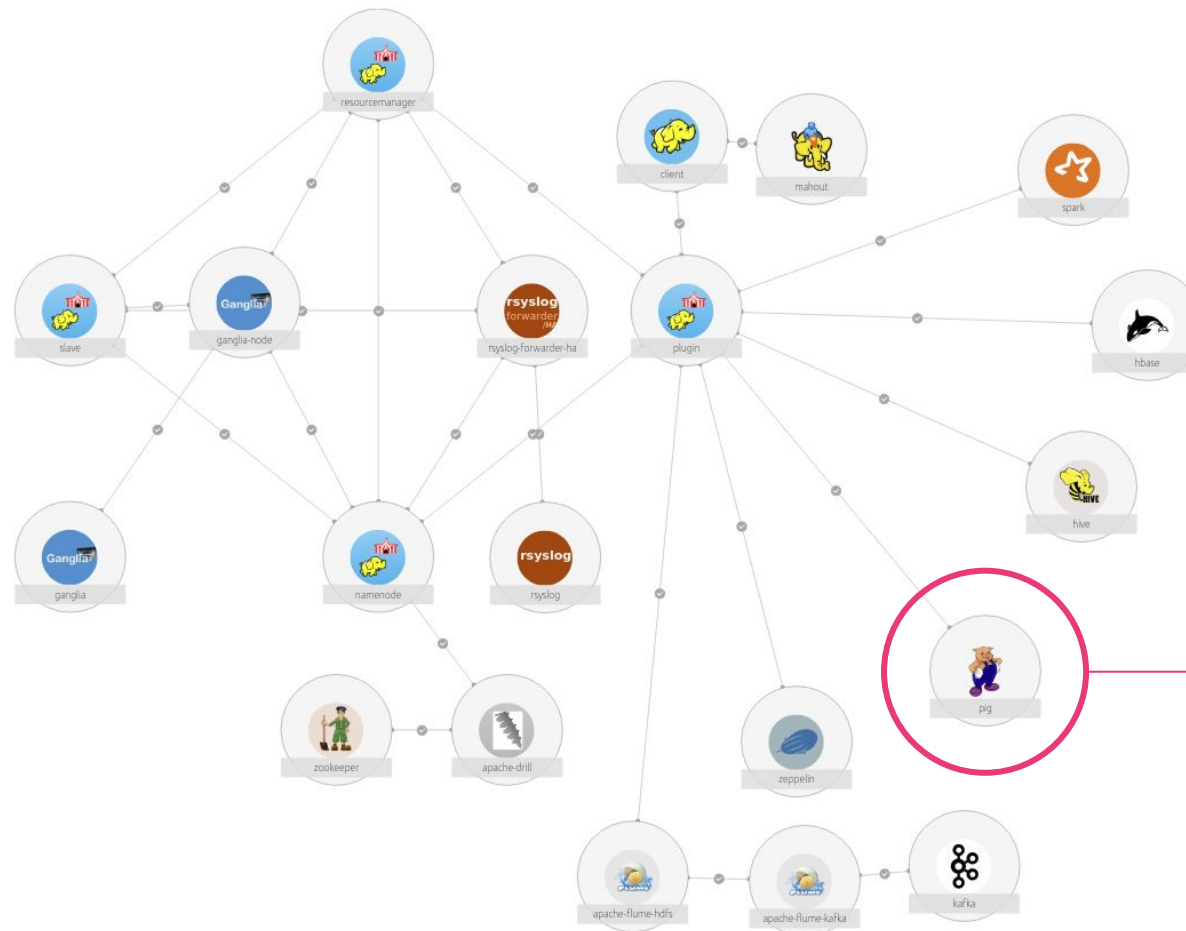 resourcemanager
client
mahout
spark
slave
Ganglia
ganglia-node
rsyslog
forwarder
/HA
rsyslog-forwarder-ha
plugin
hbase
HIVE
hive
Ganglia
ganglia
namenode
rsyslog
rsyslog
pig
zookeeper
apache-drill
zeppelin
apache-flume-hdfs
apache-flume-kafka
kafka